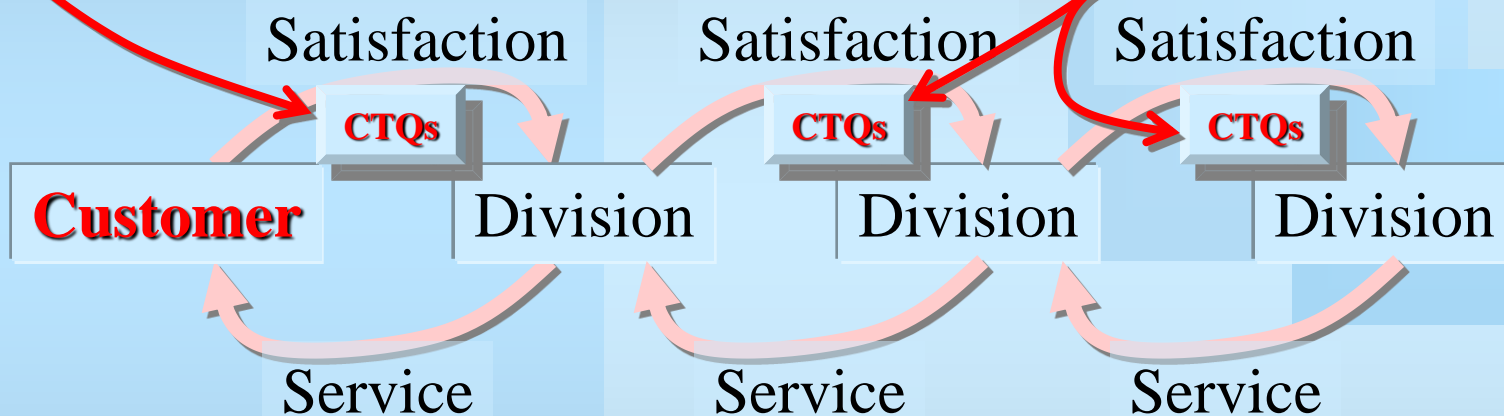 Satisfaction Satisfaction Satisfaction
CTQs CTQs CTQs
Customer Division Division Division
Service Service Service